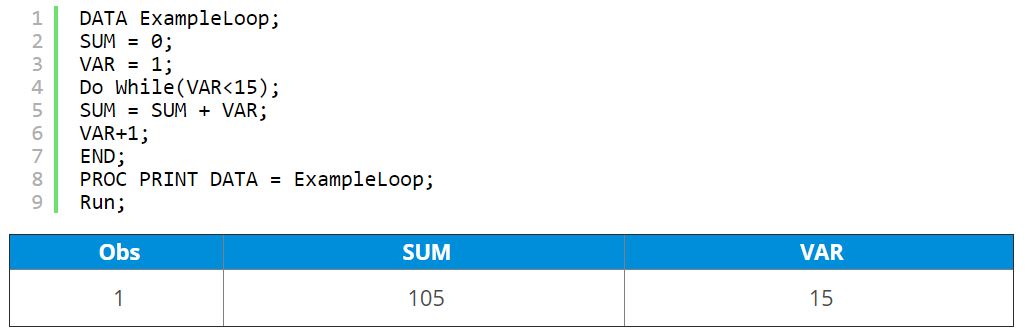 1 DATA ExampleLoop;
2 SUM = 0;
3 VAR = 1;
4 Do While(VAR<15);
5 SUM = SUM + VAR;
6 VAR+1;
7 END;
8 PROC PRINT DATA = ExampleLoop;
9 Run;
Obs SUM VAR
1 105 15